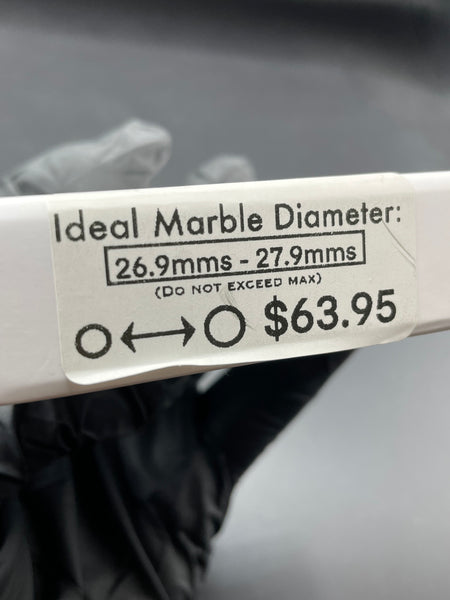 Ideal Marble Diameter:
26.9mms - 27.9mms
(DO NOT EXCEED MAX)
$63.95